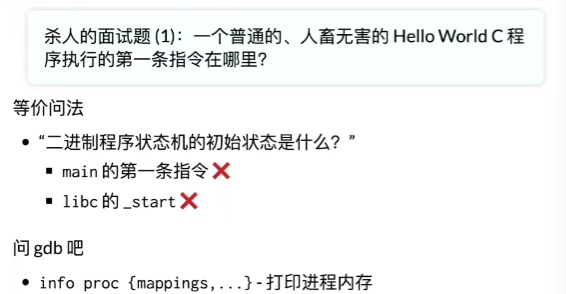 杀人的面试题 (1)：一个普通的、人畜无害的 Hello World C 程
序执行的第一条指令在哪里？
等价问法
• “二进制程序状态机的初始状态是什么？”
▪ main 的第一条指令❌
▪ libc 的 _start❌
问 gdb 吧
• info proc {mappings,...} - 打印进程内存